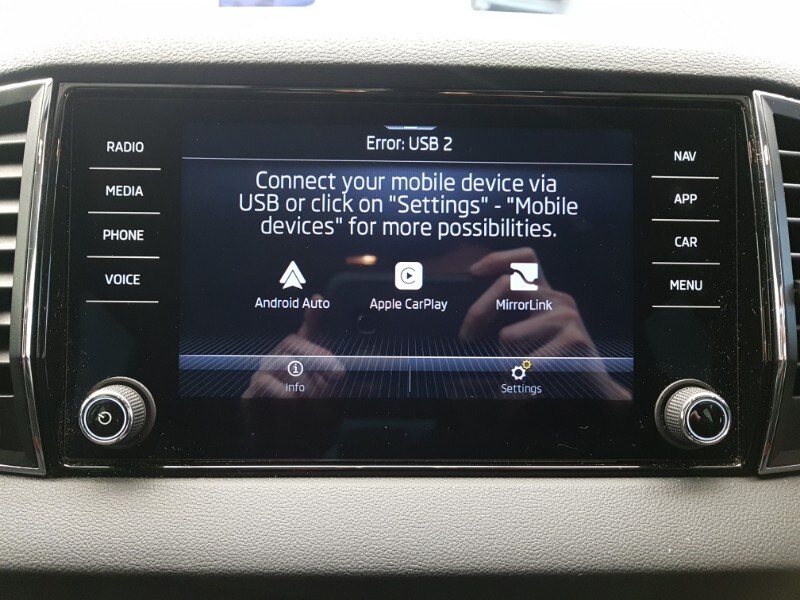 RADIO
MEDIA
PHONE
VOICE
Error: USB 2
Connect your mobile device via
USB or click on "Settings" - "Mobile
devices" for more possibilities.
Android Auto
Apple CarPlay
MirrorLink
info
Settings
NAV
APP
CAR
MENU